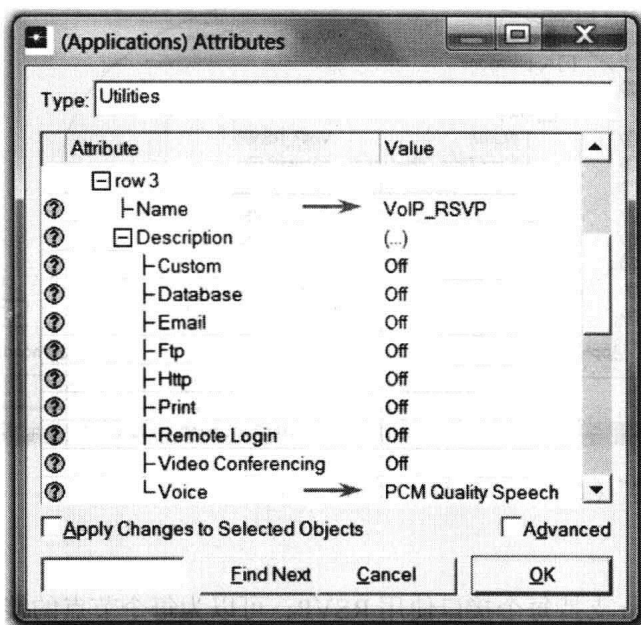 (Applications) Attributes
Type: Utilities
Attribute Value
row 3
Name VoIP_RSVP
Description (...)
Custom Off
Database Off
Email Off
Ftp Off
Http Off
Print Off
Remote Login Off
Video Conferencing Off
Voice PCM Quality Speech
Apply Changes to Selected Objects Advanced
Find Next Cancel OK